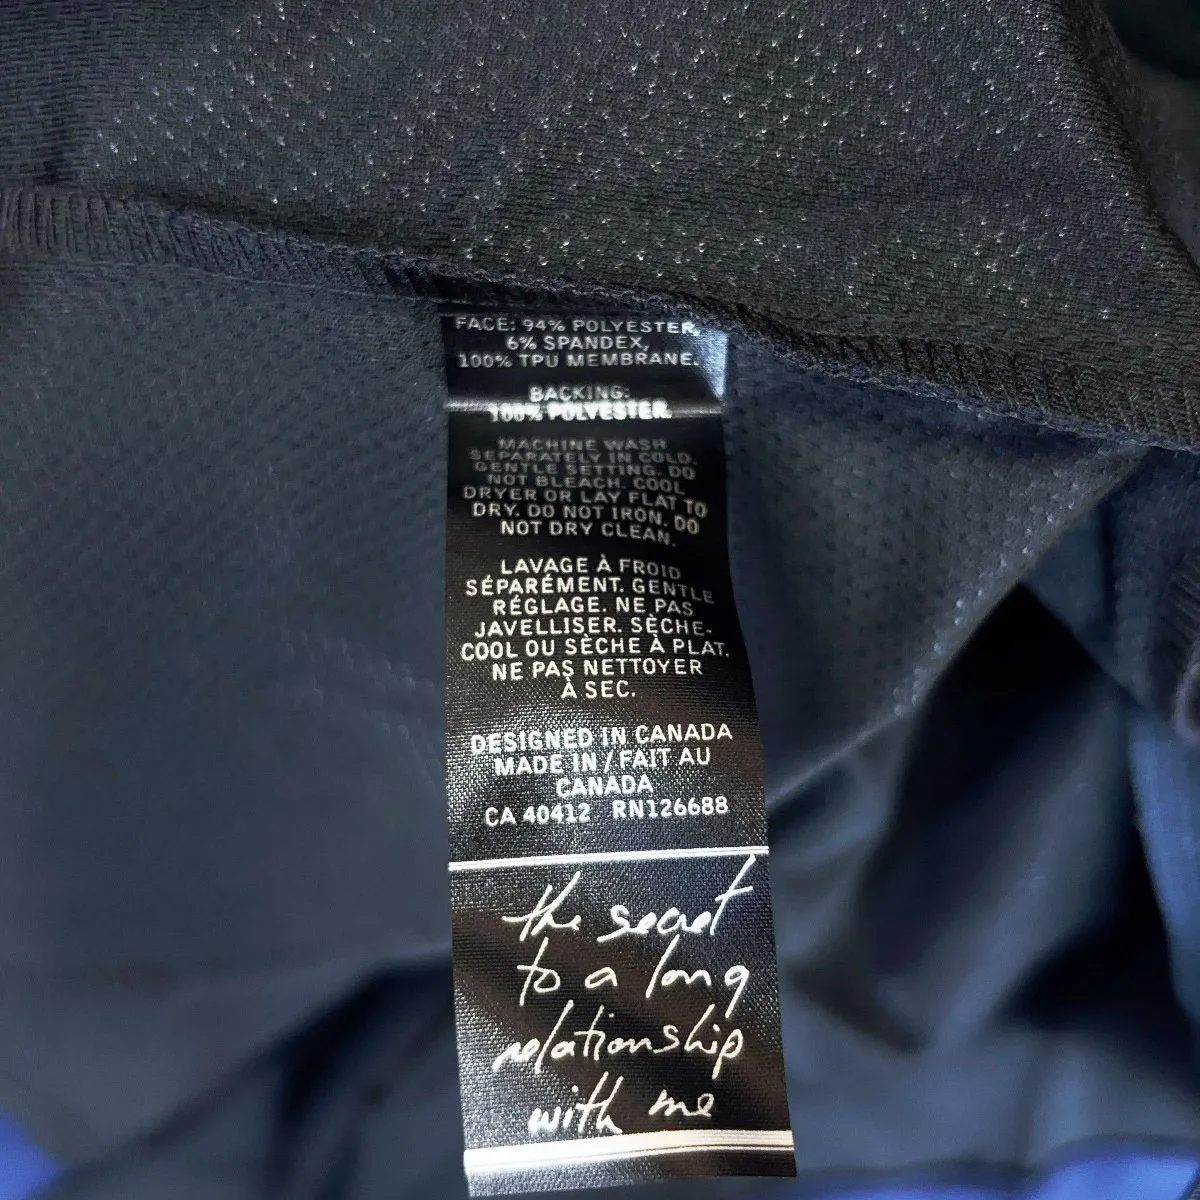 FACE: 94% POLYESTER,
6% SPANDEX,
100% TPU MEMBRANE.
BACKING:
100% POLYESTER.
MACHINE WASH
SEPARATELY IN COLD.
GENTLE SETTING. DO
NOT BLEACH. COOL
DRYER OR LAY FLAT TO
DRY. DO NOT IRON. DO
NOT DRY CLEAN.
LAVAGE À FROID
SÉPARÉMENT. GENTLE
RÉGLAGE. NE PAS
JAVELLISER. SÈCHE-
COOL OU SÈCHE À PLAT.
NE PAS NETTOYER
À SEC.
DESIGNED IN CANADA
MADE IN / FAIT AU
CANADA
CA 40412 RN126688
the secret
to a long
relationship
with me